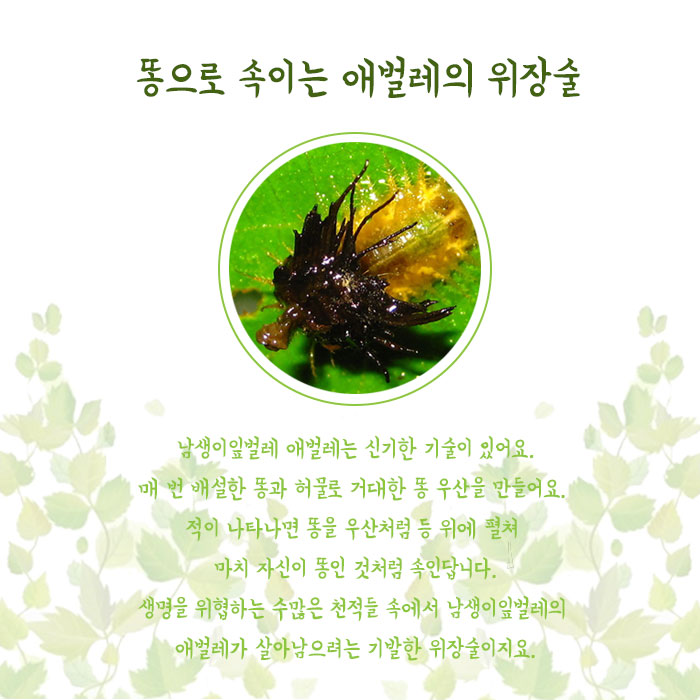 똥으로 속이는 애벌레의 위장술
남생이잎벌레 애벌레는 신기한 기술이 있어요.
매 번 배설한 똥과 허물로 거대한 똥 우산을 만들어요.
적이 나타나면 똥을 우산처럼 등 위에 펼쳐
마치 자신이 똥인 것처럼 속인답니다.
생명을 위협하는 수많은 천적들 속에서 남생이잎벌레의
애벌레가 살아남으려는 기발한 위장술이지요.